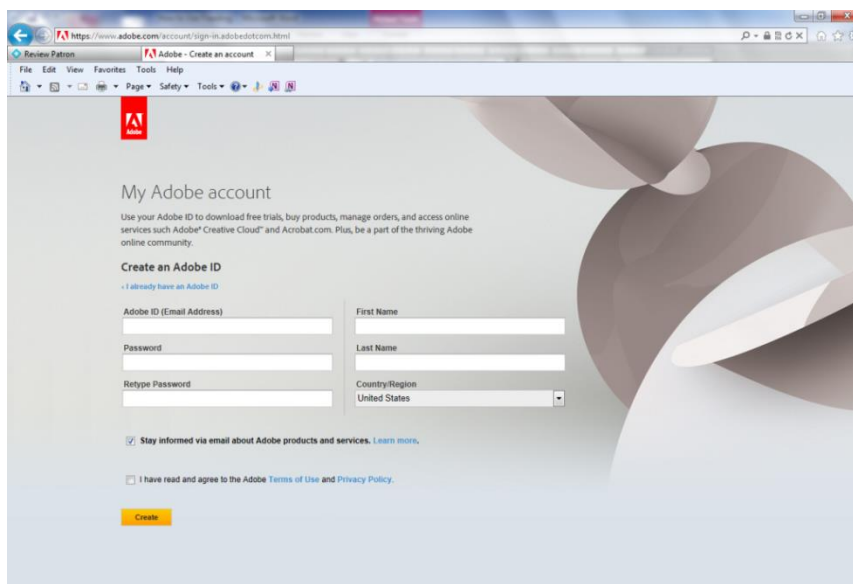 https://www.adobe.com/account/sign-in.adobedotcom.html
Review Patron
Adobe - Create an account
File Edit View Favorites Tools Help
Page Safety Tools
Adobe
My Adobe account
Use your Adobe ID to download free trials, buy products, manage orders, and access online
services such Adobe® Creative Cloud™ and Acrobat.com. Plus, be a part of the thriving Adobe
online community.
Create an Adobe ID
‹ I already have an Adobe ID
Adobe ID (Email Address)
First Name
Password
Last Name
Retype Password
Country/Region
United States
Stay informed via email about Adobe products and services. Learn more.
I have read and agree to the Adobe Terms of Use and Privacy Policy.
Create